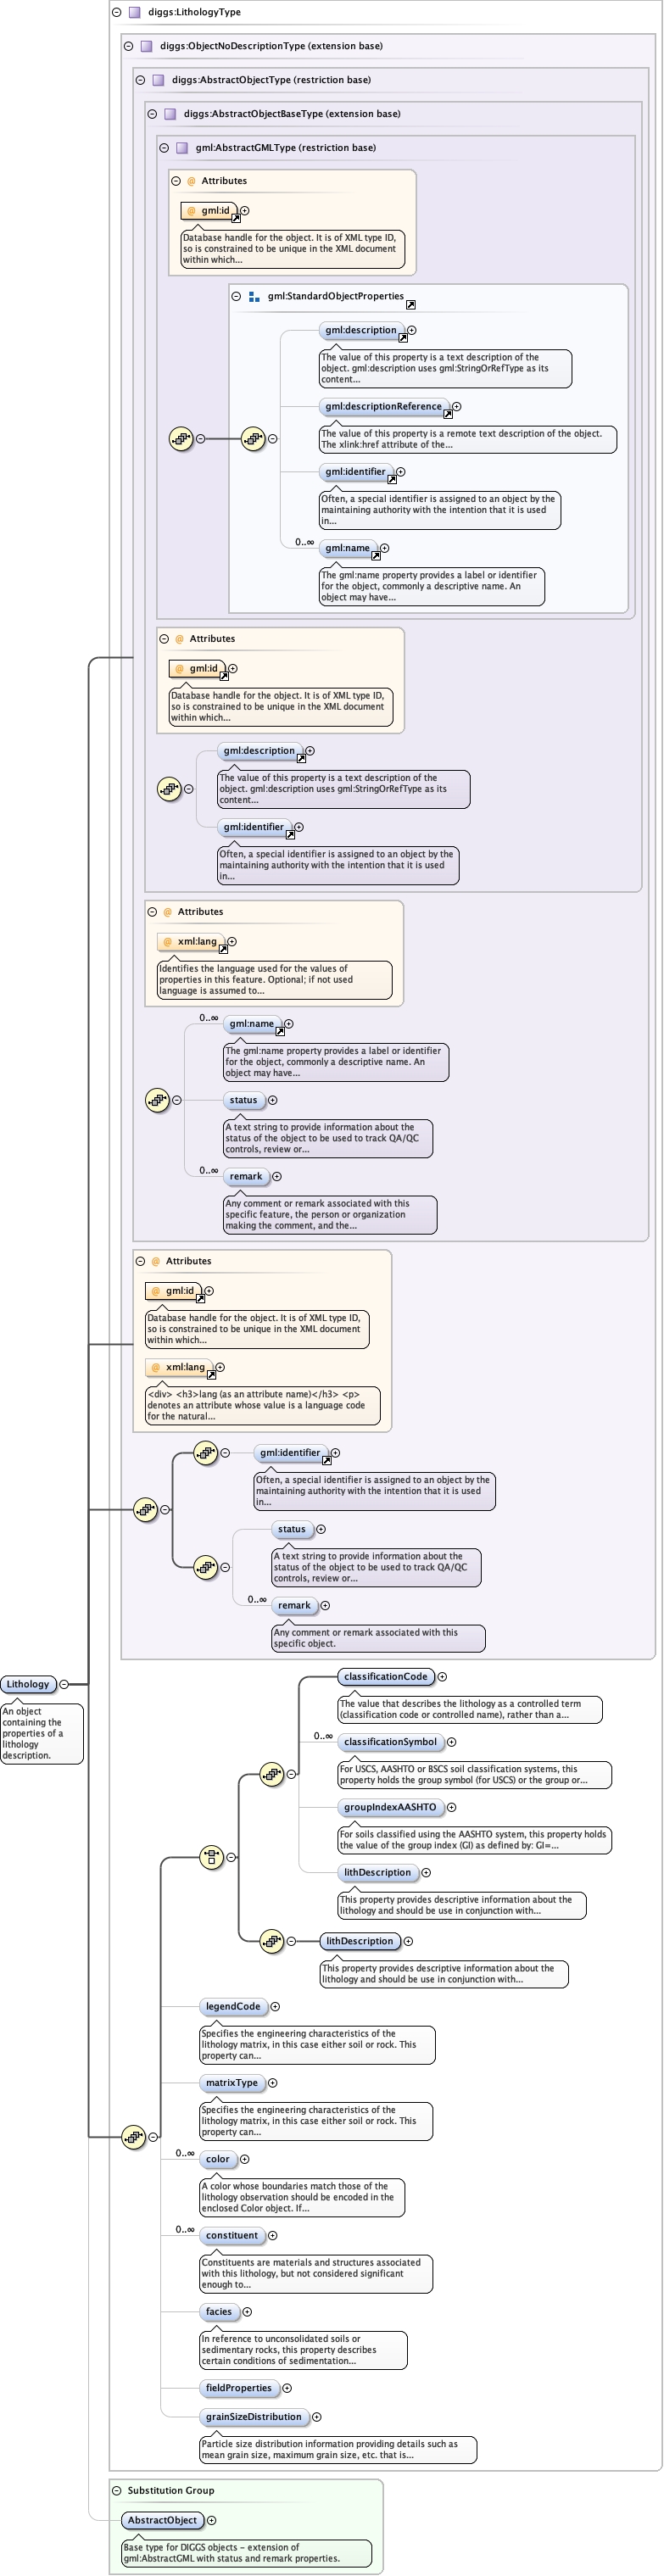 diggs:LithologyType
diggs:ObjectNoDescriptionType (extension base)
diggs:AbstractObjectType (restriction base)
diggs:AbstractObjectBaseType (extension base)
gml:AbstractGMLType (restriction base)
@ Attributes
@ gml:id
Database handle for the object. It is of XML type ID,
so is constrained to be unique in the XML document
within which...
gml:StandardObjectProperties
gml:description
The value of this property is a text description of the
object. gml:description uses gml:StringOrRefType as its
content...
gml:descriptionReference
The value of this property is a remote text description of the object.
The xlink:href attribute of the...
gml:identifier
Often, a special identifier is assigned to an object by the
maintaining authority with the intention that it is used
in...
0..∞
gml:name
The gml:name property provides a label or identifier
for the object, commonly a descriptive name. An
object may have...
@ Attributes
@ gml:id
Database handle for the object. It is of XML type ID,
so is constrained to be unique in the XML document
within which...
gml:description
The value of this property is a text description of the
object. gml:description uses gml:StringOrRefType as its
content...
gml:identifier
Often, a special identifier is assigned to an object by the
maintaining authority with the intention that it is used
in...
@ Attributes
@ xml:lang
Identifies the language used for the values of
properties in this feature. Optional; if not used
language is assumed to...
0..∞
gml:name
The gml:name property provides a label or identifier
for the object, commonly a descriptive name. An
object may have...
status
A text string to provide information about the
status of the object to be used to track QA/QC
controls, review or...
0..∞
remark
Any comment or remark associated with this
specific feature, the person or organization
making the comment, and the...
@ Attributes
@ gml:id
Database handle for the object. It is of XML type ID,
so is constrained to be unique in the XML document
within which...
@ xml:lang
<div> <h3>lang (as an attribute name)</h3> <p>
denotes an attribute whose value is a language code
for the natural...
gml:identifier
Often, a special identifier is assigned to an object by the
maintaining authority with the intention that it is used
in...
status
A text string to provide information about the
status of the object to be used to track QA/QC
controls, review or...
0..∞
remark
Any comment or remark associated with this
specific object.
Lithology
An object
containing the
properties of a
lithology
description.
classificationCode
The value that describes the lithology as a controlled term
(classification code or controlled name), rather than a...
0..∞
classificationSymbol
For USCS, AASHTO or BSCS soil classification systems, this
property holds the group symbol (for USCS) or the group or...
groupIndexAASHTO
For soils classified using the AASHTO system, this property holds
the value of the group index (GI) as defined by: GI=...
lithDescription
This property provides descriptive information about the
lithology and should be use in conjunction with...
lithDescription
This property provides descriptive information about the
lithology and should be use in conjunction with...
legendCode
Specifies the engineering characteristics of the
lithology matrix, in this case either soil or rock. This
property can...
matrixType
Specifies the engineering characteristics of the
lithology matrix, in this case either soil or rock. This
property can...
0..∞
color
A color whose boundaries match those of the
lithology observation should be encoded in the
enclosed Color object. If...
0..∞
constituent
Constituents are materials and structures associated
with this lithology, but not considered significant
enough to...
facies
In reference to unconsolidated soils or
sedimentary rocks, this property describes
certain conditions of sedimentation...
fieldProperties
grainSizeDistribution
Particle size distribution information providing details such as
mean grain size, maximum grain size, etc. that is...
Substitution Group
AbstractObject
Base type for DIGGS objects - extension of
gml:AbstractGML with status and remark properties.